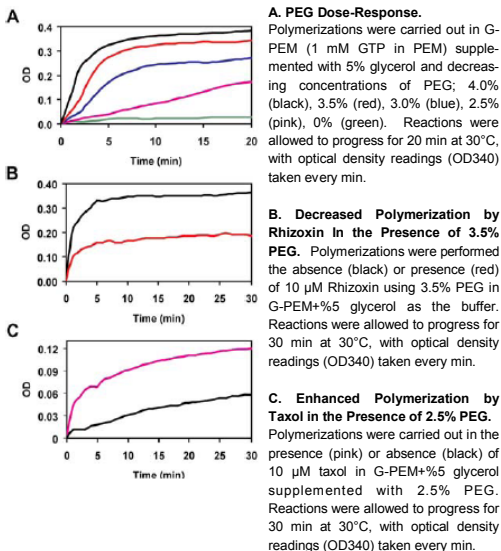 A
0.4
0.3
0.2
0.1
0.0
OD
0
5
10
15
20
Time (min)
B
0.40
0.30
0.20
0.10
0.00
OD
0
5
10
15
20
25
30
Time (min)
C
0.12
0.09
0.06
0.03
0
OD
0
5
10
15
20
25
30
Time (min)
A. PEG Dose-Response.
Polymerizations were carried out in G-
PEM (1 mM GTP in PEM) supple-
mented with 5% glycerol and decreas-
ing concentrations of PEG; 4.0%
(black), 3.5% (red), 3.0% (blue), 2.5%
(pink), 0% (green). Reactions were
allowed to progress for 20 min at 30°C,
with optical density readings (OD340)
taken every min.
B. Decreased Polymerization by
Rhizoxin In the Presence of 3.5%
PEG. Polymerizations were performed
the absence (black) or presence (red)
of 10 µM Rhizoxin using 3.5% PEG in
G-PEM+%5 glycerol as the buffer.
Reactions were allowed to progress for
30 min at 30°C, with optical density
readings (OD340) taken every min.
C. Enhanced Polymerization by
Taxol in the Presence of 2.5% PEG.
Polymerizations were carried out in the
presence (pink) or absence (black) of
10 µM taxol in G-PEM+%5 glycerol
supplemented with 2.5% PEG.
Reactions were allowed to progress for
30 min at 30°C, with optical density
readings (OD340) taken every min.